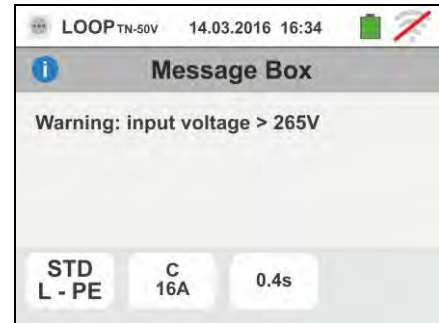 LOOP TN-50V 14.03.2016 16:34
i Message Box
Warning: input voltage > 265V
STD C 0.4s
L - PE 16A